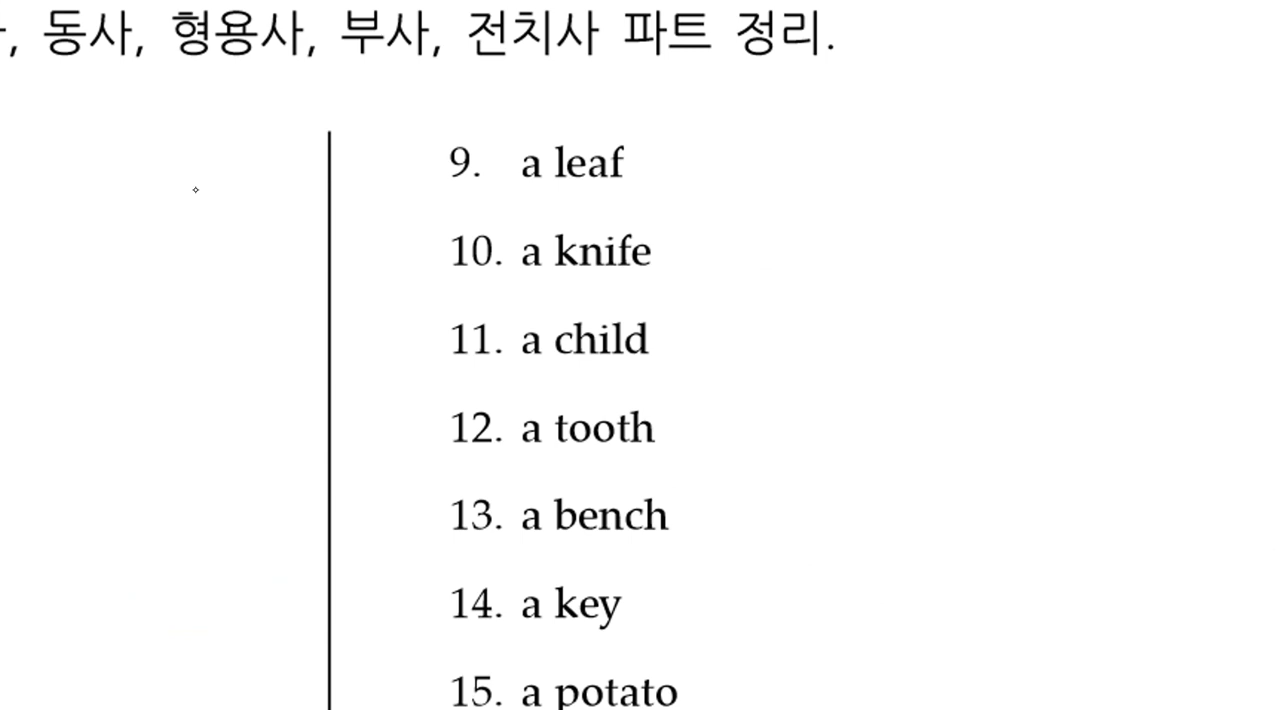 , 동사, 형용사, 부사, 전치사 파트 정리.
9. a leaf
10. a knife
11. a child
12. a tooth
13. a bench
14. a key
15. a potato